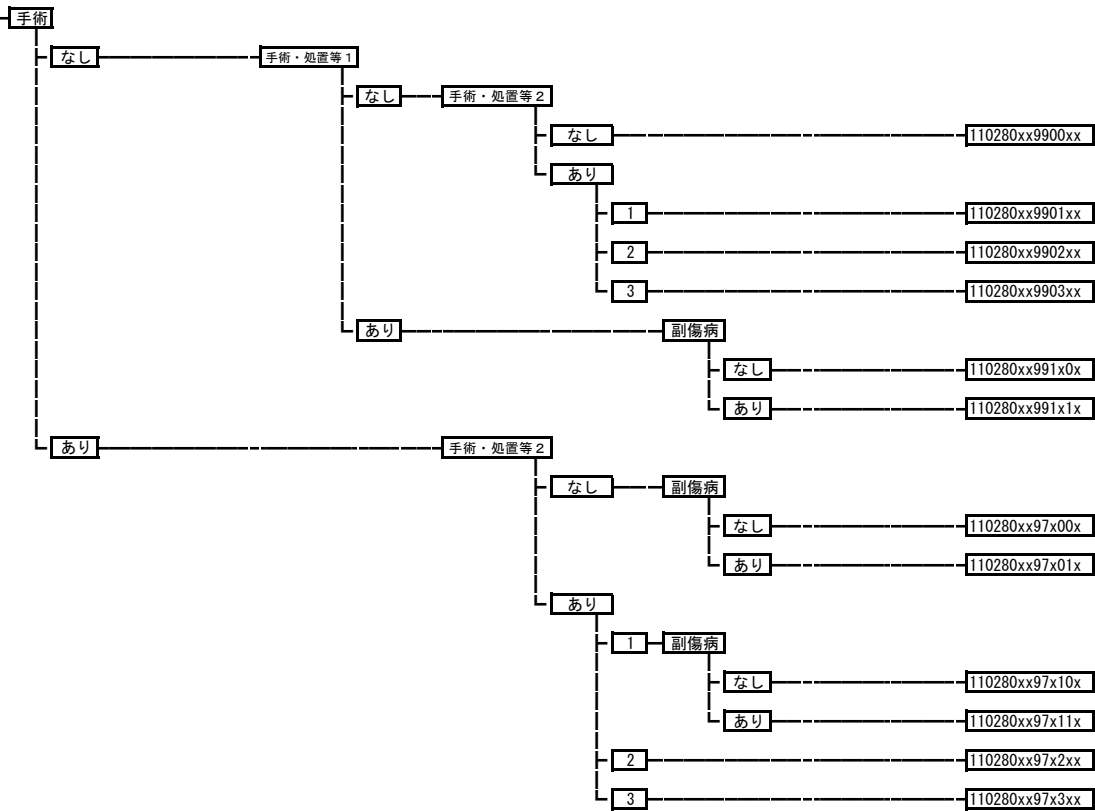 手術
なし 手術・処置等1
なし 手術・処置等2
なし 110280xx9900xx
あり
1 110280xx9901xx
2 110280xx9902xx
3 110280xx9903xx
あり 副傷病
なし 110280xx991x0x
あり 110280xx991x1x
あり 手術・処置等2
なし 副傷病
なし 110280xx97x00x
あり 110280xx97x01x
あり
1 副傷病
なし 110280xx97x10x
あり 110280xx97x11x
2 110280xx97x2xx
3 110280xx97x3xx